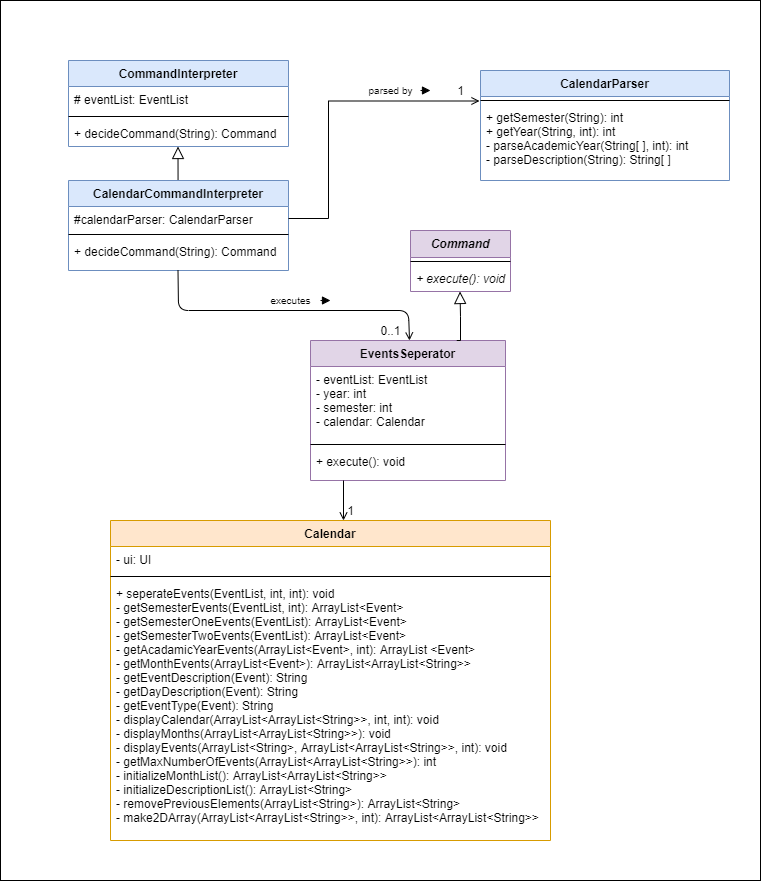 CommandInterpreter
# eventList: EventList
+ decideCommand(String): Command
CalendarParser
+ getSemester(String): int
+ getYear(String, int): int
- parseAcademicYear(String[ ], int): int
- parseDescription(String): String[ ]
parsed by
1
CalendarCommandInterpreter
#calendarParser: CalendarParser
+ decideCommand(String): Command
Command
+ execute(): void
executes
0..1
EventsSeperator
- eventList: EventList
- year: int
- semester: int
- calendar: Calendar
+ execute(): void
1
Calendar
- ui: UI
+ seperateEvents(EventList, int, int): void
- getSemesterEvents(EventList, int): ArrayList<Event>
- getSemesterOneEvents(EventList): ArrayList<Event>
- getSemesterTwoEvents(EventList): ArrayList<Event>
- getAcadamicYearEvents(ArrayList<Event>, int): ArrayList <Event>
- getMonthEvents(ArrayList<Event>): ArrayList<ArrayList<String>>
- getEventDescription(Event): String
- getDayDescription(Event): String
- getEventType(Event): String
- displayCalendar(ArrayList<ArrayList<String>>, int, int): void
- displayMonths(ArrayList<ArrayList<String>>): void
- displayEvents(ArrayList<String>, ArrayList<ArrayList<String>>, int): void
- getMaxNumberOfEvents(ArrayList<ArrayList<String>>): int
- initializeMonthList(): ArrayList<ArrayList<String>>
- initializeDescriptionList(): ArrayList<String>
- removePreviousElements(ArrayList<String>): ArrayList<String>
- make2DArray(ArrayList<ArrayList<String>>, int): ArrayList<ArrayList<String>>